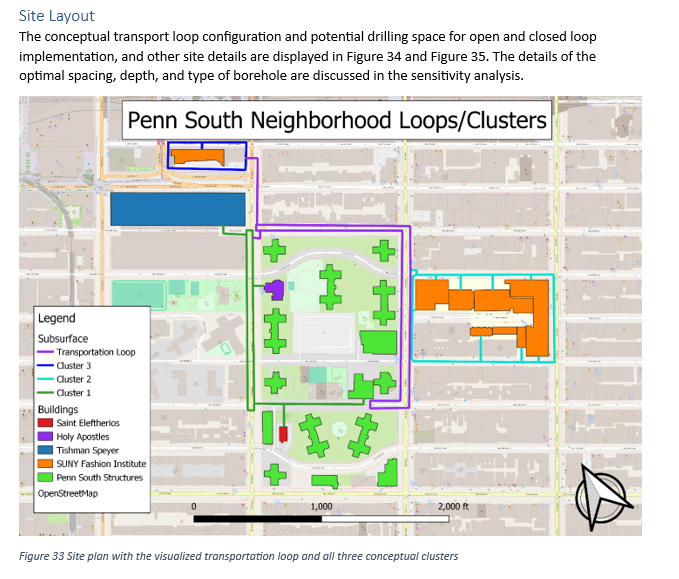 Site Layout
The conceptual transport loop configuration and potential drilling space for open and closed loop
implementation, and other site details are displayed in Figure 34 and Figure 35. The details of the
optimal spacing, depth, and type of borehole are discussed in the sensitivity analysis.
Penn South Neighborhood Loops/Clusters
Legend
Subsurface
Transportation Loop
Cluster 3
Cluster 2
Cluster 1
Buildings
Saint Eleftherios
Holy Apostles
Tishman Speyer
SUNY Fashion Institute
Penn South Structures
OpenStreetMap
0 1,000 2,000 ft
Figure 33 Site plan with the visualized transportation loop and all three conceptual clusters